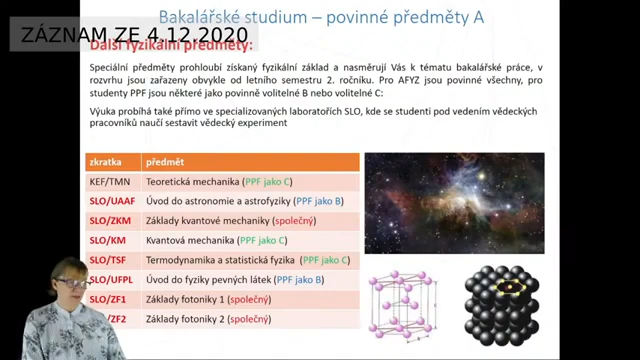 Bakalářské studium – povinné předměty A
ZÁZNAM ZE 4.12.2020
Další fyzikální předměty:
Speciální předměty prohloubí získaný fyzikální základ a nasměrují Vás k tématu bakalářské práce, v
rozvrhu jsou zařazeny obvykle od letního semestru 2. ročníku. Pro AFYZ jsou povinné všechny, pro
studenty PPF jsou některé jako povinně volitelné B nebo volitelné C:
Výuka probíhá také přímo ve specializovaných laboratořích SLO, kde se studenti pod vedením vědeckých
pracovníků naučí sestavit vědecký experiment
zkratka předmět
KEF/TMN Teoretická mechanika (PPF jako C)
SLO/UAAF Úvod do astronomie a astrofyziky (PPF jako B)
SLO/ZKM Základy kvantové mechaniky (společný)
SLO/KM Kvantová mechanika (PPF jako C)
SLO/TSF Termodynamika a statistická fyzika (PPF jako C)
SLO/UFPL Úvod do fyziky pevných látek (PPF jako B)
SLO/ZF1 Základy fotoniky 1 (společný)
/ZF2 Základy fotoniky 2 (společný)